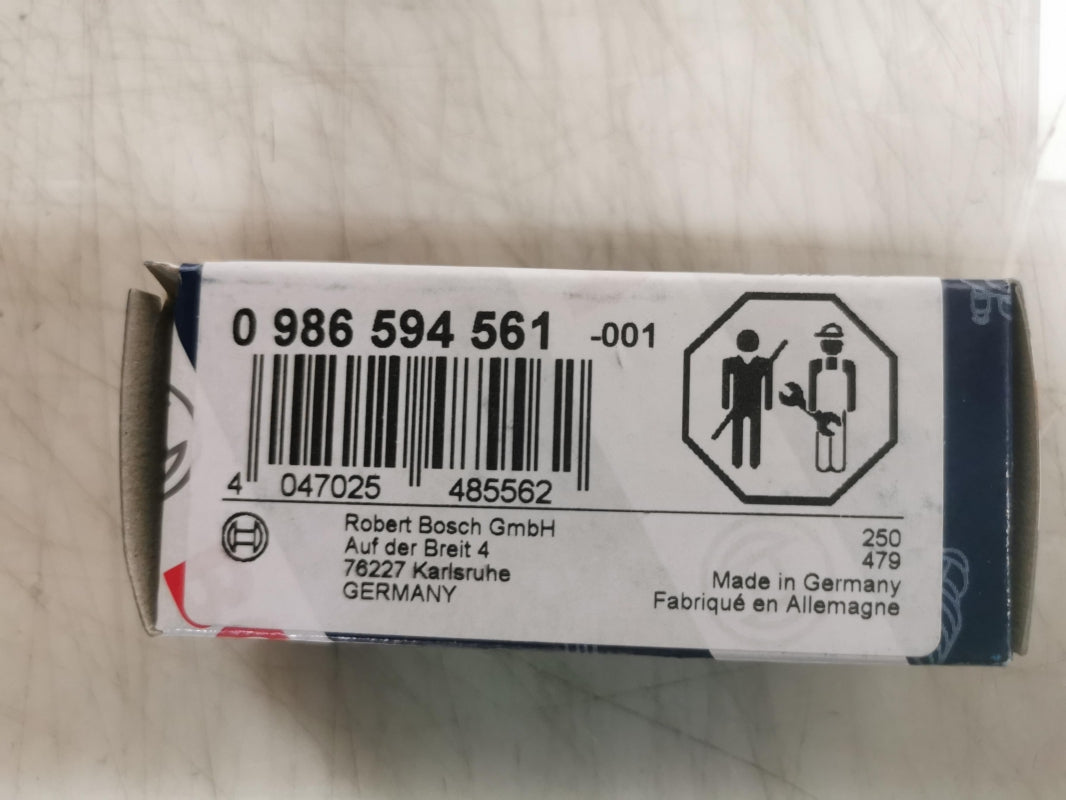 0 986 594 561 -001
4 047025 485562
Robert Bosch GmbH
Auf der Breit 4
76227 Karlsruhe
GERMANY
250
479
Made in Germany
Fabriqué en Allemagne